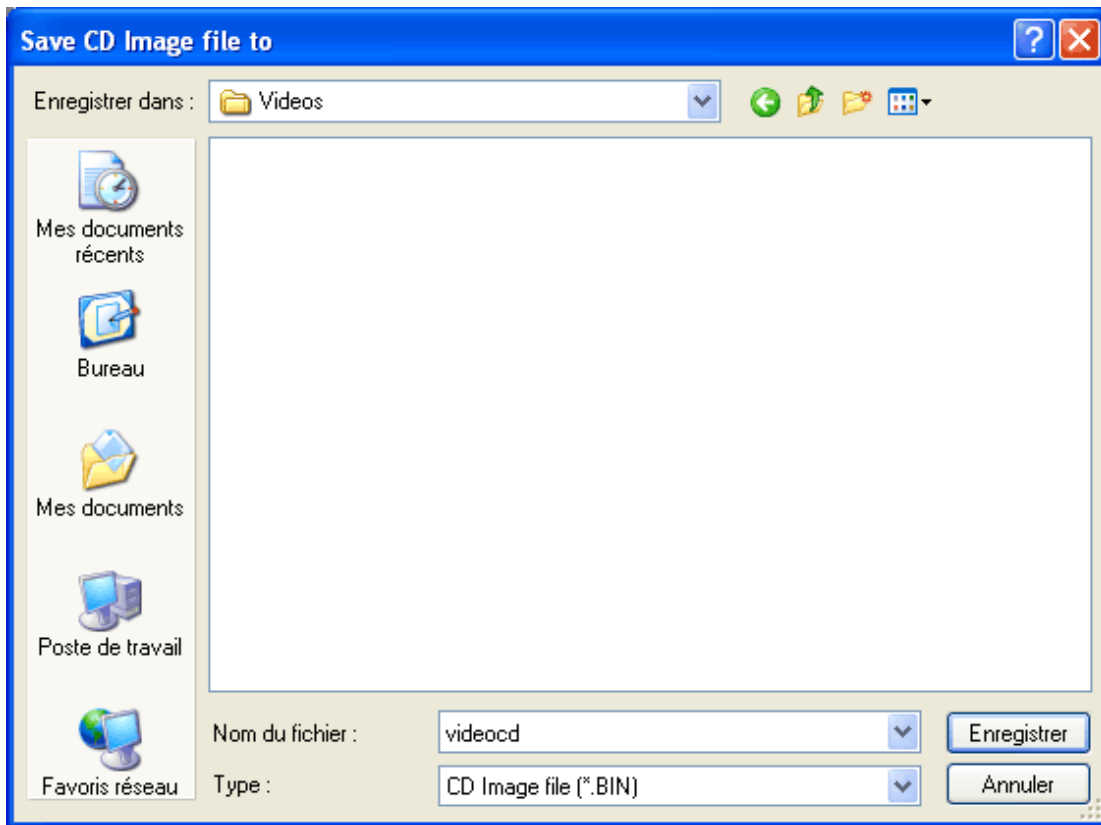 Save CD Image file to
Enregistrer dans :
Videos
Mes documents
récents
Bureau
Mes documents
Poste de travail
Favoris réseau
Nom du fichier :
videocd
Enregistrer
Type :
CD Image file (*.BIN)
Annuler